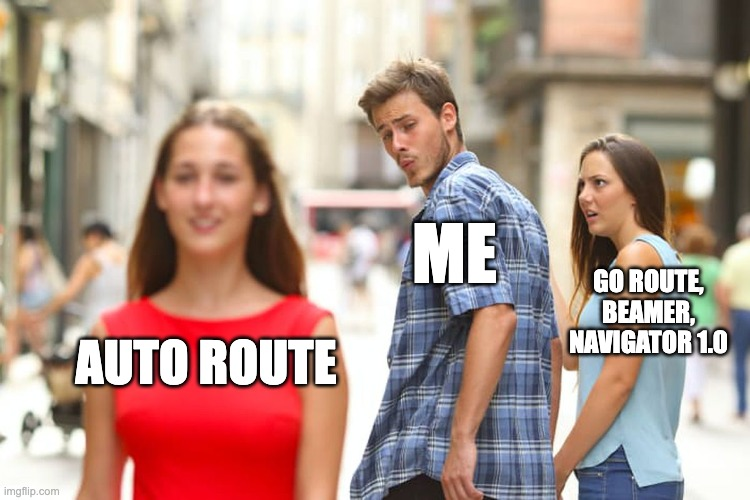 ME
GO ROUTE,
BEAMER,
NAVIGATOR 1.0
AUTO ROUTE
imgflip.com